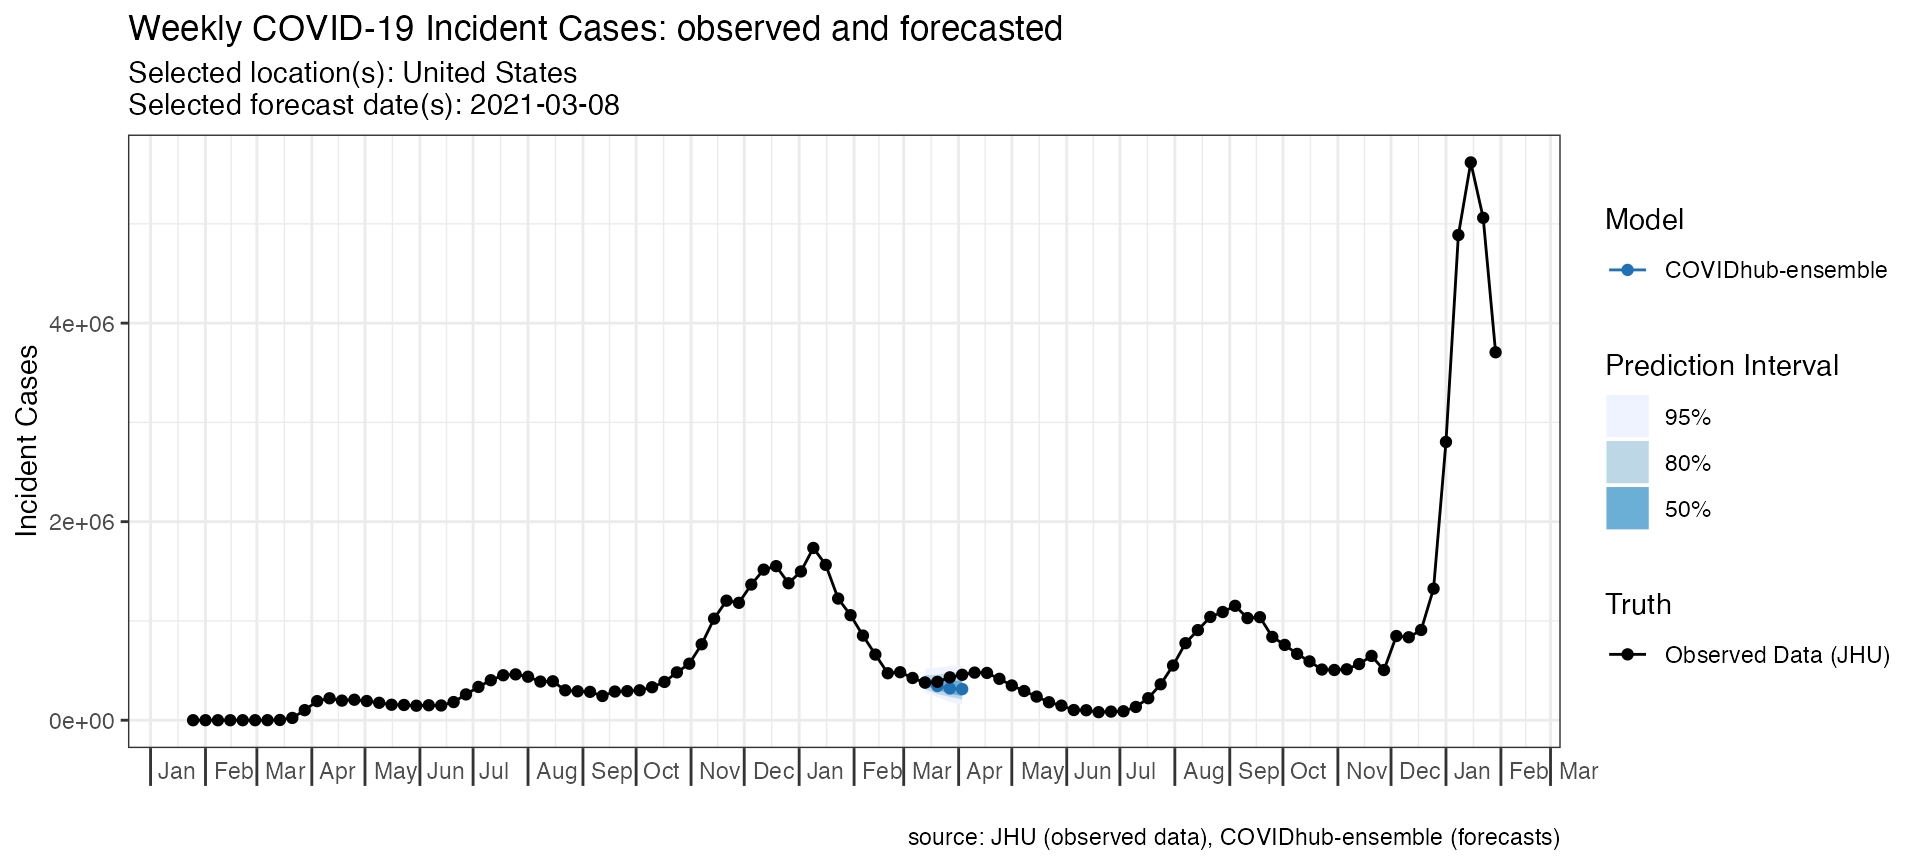 Weekly COVID-19 Incident Cases: observed and forecasted
Selected location(s): United States
Selected forecast date(s): 2021-03-08
Incident Cases
4e+06
2e+06
0e+00
Jan Feb Mar Apr May Jun Jul Aug Sep Oct Nov Dec Jan Feb Mar Apr May Jun Jul Aug Sep Oct Nov Dec Jan Feb Mar
Model
COVIDhub-ensemble
Prediction Interval
95%
80%
50%
Truth
Observed Data (JHU)
source: JHU (observed data), COVIDhub-ensemble (forecasts)